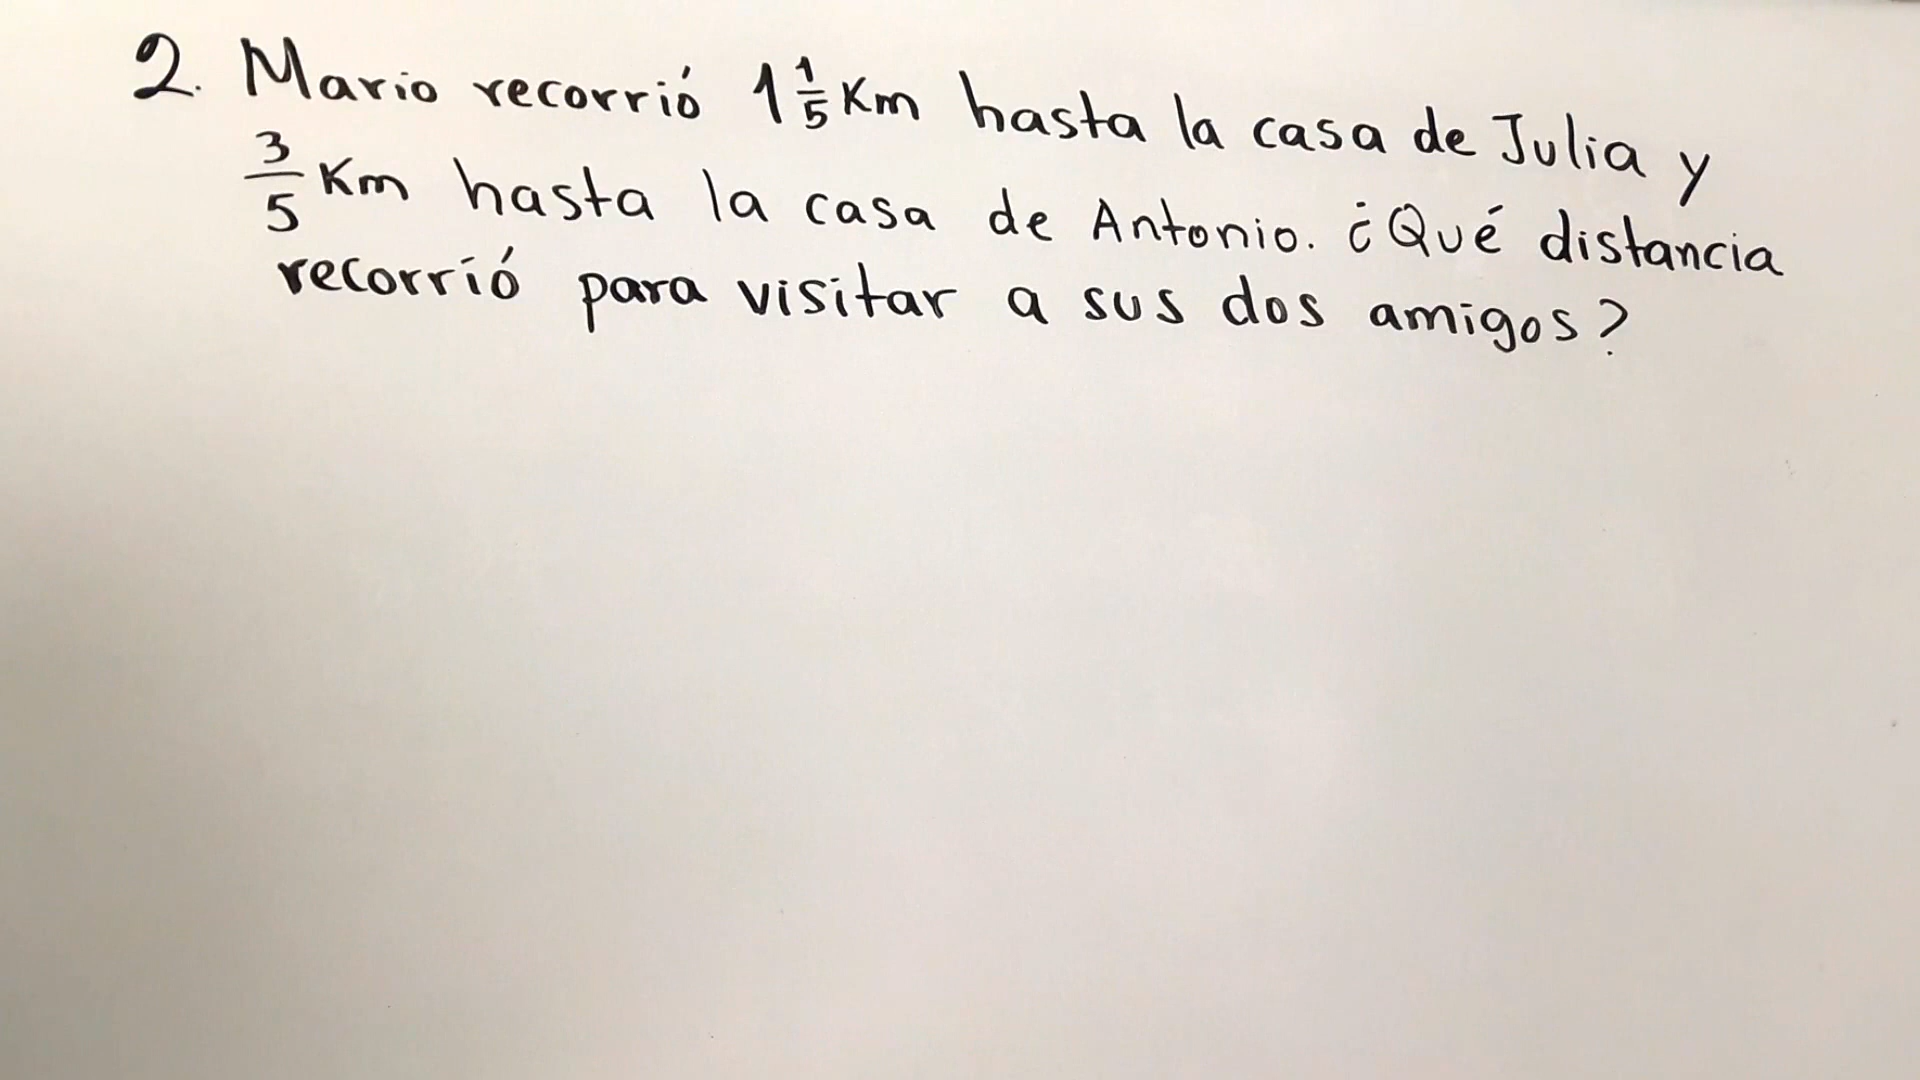 2. Mario recorrió 1 1/5 Km hasta la casa de Julia y
3/5 Km hasta la casa de Antonio. ¿Qué distancia
recorrió para visitar a sus dos amigos?